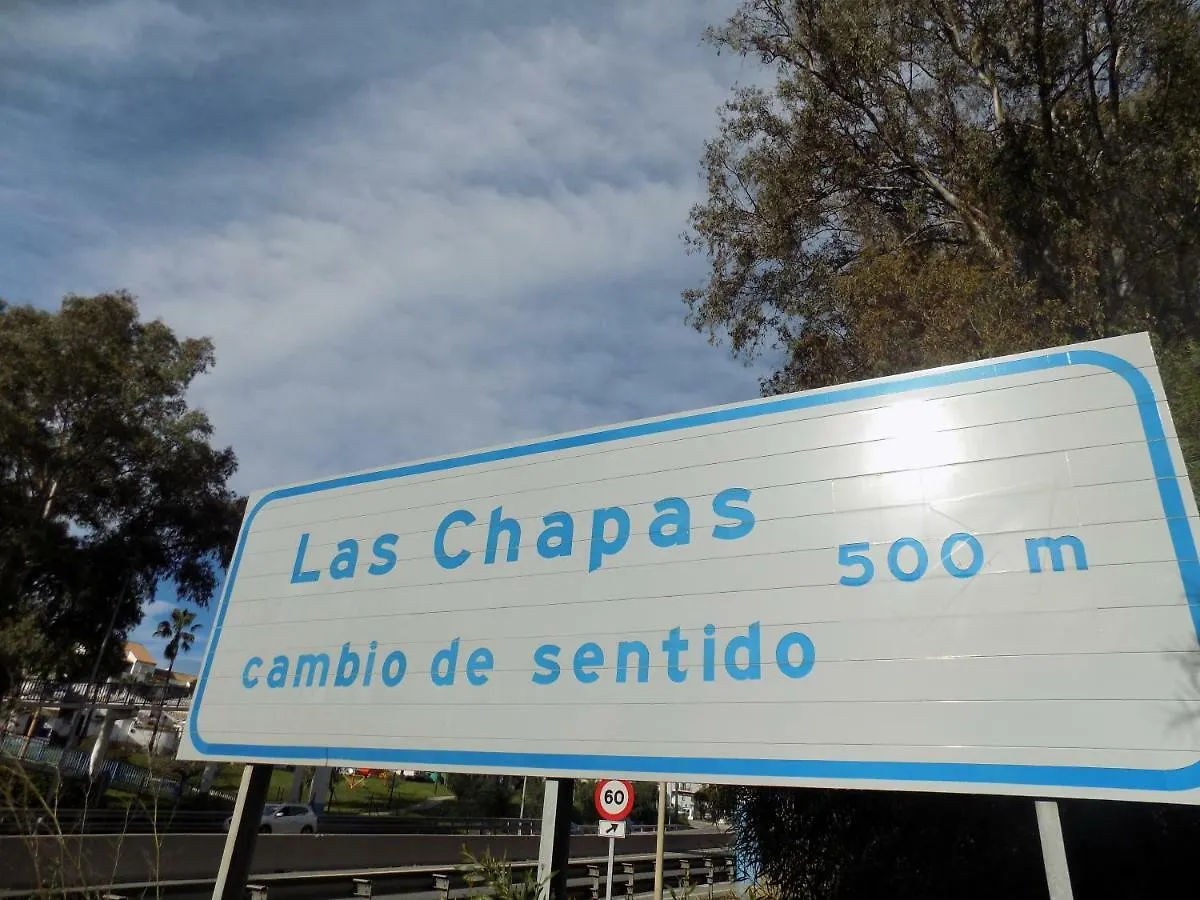 Las Chapas 500 m
cambio de sentido
60